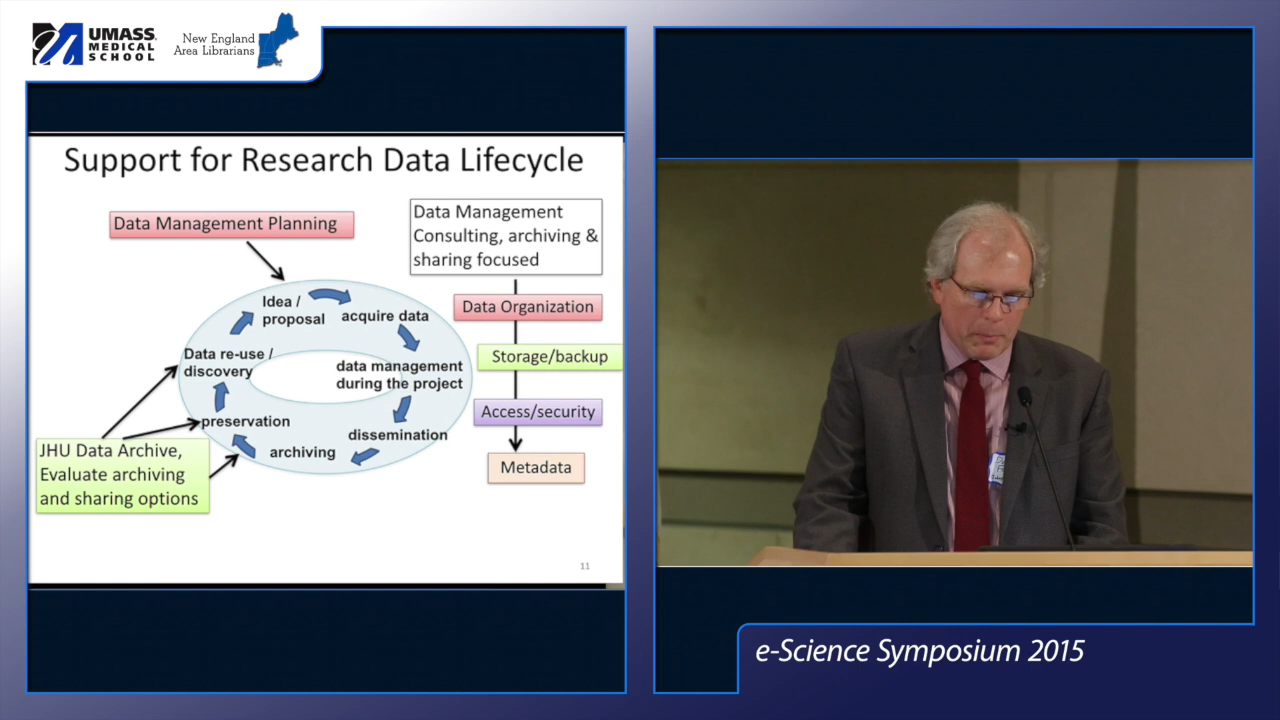 UMASS
MEDICAL
SCHOOL
New England
Area Librarians
Support for Research Data Lifecycle
Data Management Planning
Data Management
Consulting, archiving &
sharing focused
Idea /
proposal
acquire data
Data Organization
Data re-use /
discovery
data management
during the project
Storage/backup
preservation
dissemination
Access/security
archiving
JHU Data Archive,
Evaluate archiving
and sharing options
Metadata
11
e-Science Symposium 2015